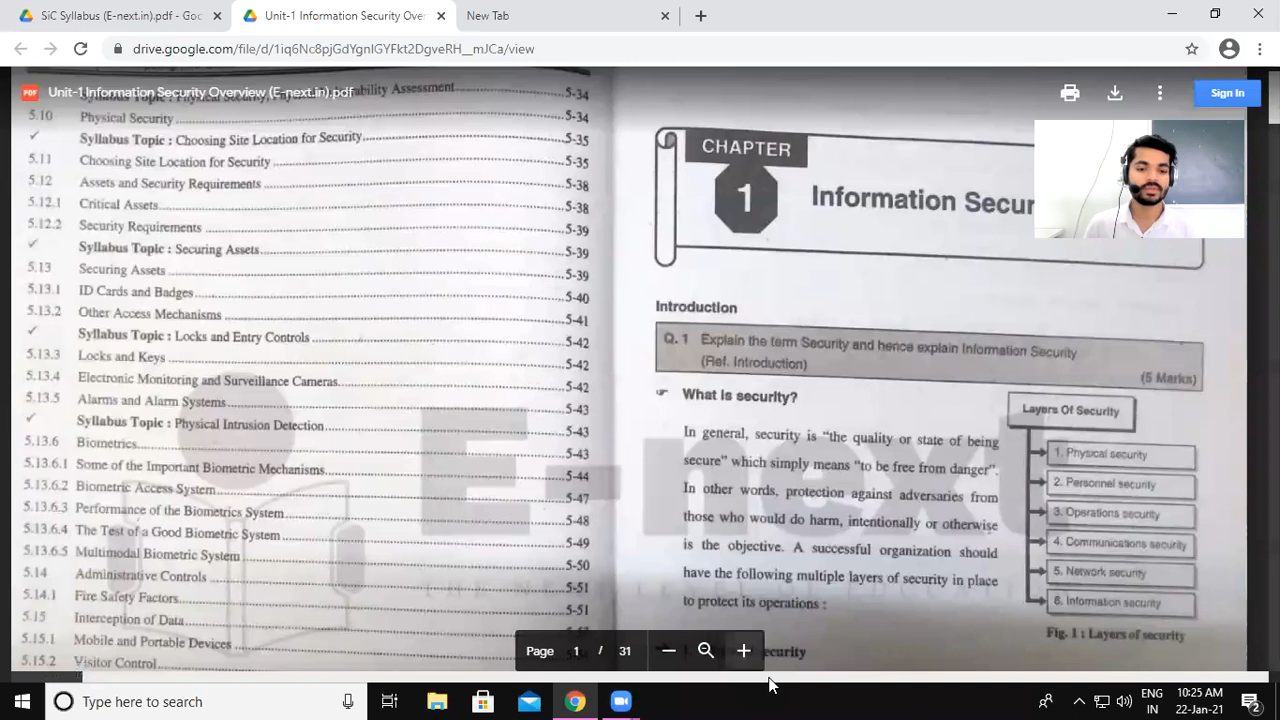 SiC Syllabus (E-next.in).pdf - Goo
Unit-1 Information Security Over
New Tab
drive.google.com/file/d/1iq6Nc8pjGdYgnIGYFkt2DgveRH__mJCa/view
Unit-1 Information Security Overview (E-next.in).pdf
Sign In
Syllabus Topic : Physical Security, ability Assessment 5-34
5.10 Physical Security 5-34
✓ Syllabus Topic : Choosing Site Location for Security 5-35
5.11 Choosing Site Location for Security 5-35
5.12 Assets and Security Requirements 5-38
5.12.1 Critical Assets 5-38
5.12.2 Security Requirements 5-39
✓ Syllabus Topic : Securing Assets 5-39
5.13 Securing Assets 5-39
5.13.1 ID Cards and Badges 5-40
5.13.2 Other Access Mechanisms 5-41
✓ Syllabus Topic : Locks and Entry Controls 5-42
5.13.3 Locks and Keys 5-42
5.13.4 Electronic Monitoring and Surveillance Cameras 5-42
5.13.5 Alarms and Alarm Systems 5-43
Syllabus Topic : Physical Intrusion Detection 5-43
5.13.6 Biometrics 5-43
5.13.6.1 Some of the Important Biometric Mechanisms 5-44
5.13.6.2 Biometric Access System 5-47
5.13.6.3 Performance of the Biometrics System 5-48
5.13.6.4 The Test of a Good Biometric System 5-49
5.13.6.5 Multimodal Biometric System 5-50
5.14 Administrative Controls 5-51
5.14.1 Fire Safety Factors 5-51
5.15 Interception of Data
5.15.1 Mobile and Portable Devices
5.15.2 Visitor Control
CHAPTER
1
Information Secur
Introduction
Q. 1 Explain the term Security and hence explain Information Security
(Ref. Introduction)
(5 Marks)
What is security?
In general, security is “the quality or state of being
secure” which simply means “to be free from danger”.
In other words, protection against adversaries from
those who would do harm, intentionally or otherwise
is the objective. A successful organization should
have the following multiple layers of security in place
to protect its operations :
ecurity
Layers Of Security
1. Physical security
2. Personnel security
3. Operations security
4. Communications security
5. Network security
6. Information security
Fig. 1 : Layers of security
E-next
Page 1 / 31
Type here to search
ENG
IN
10:25 AM
22-Jan-21
2